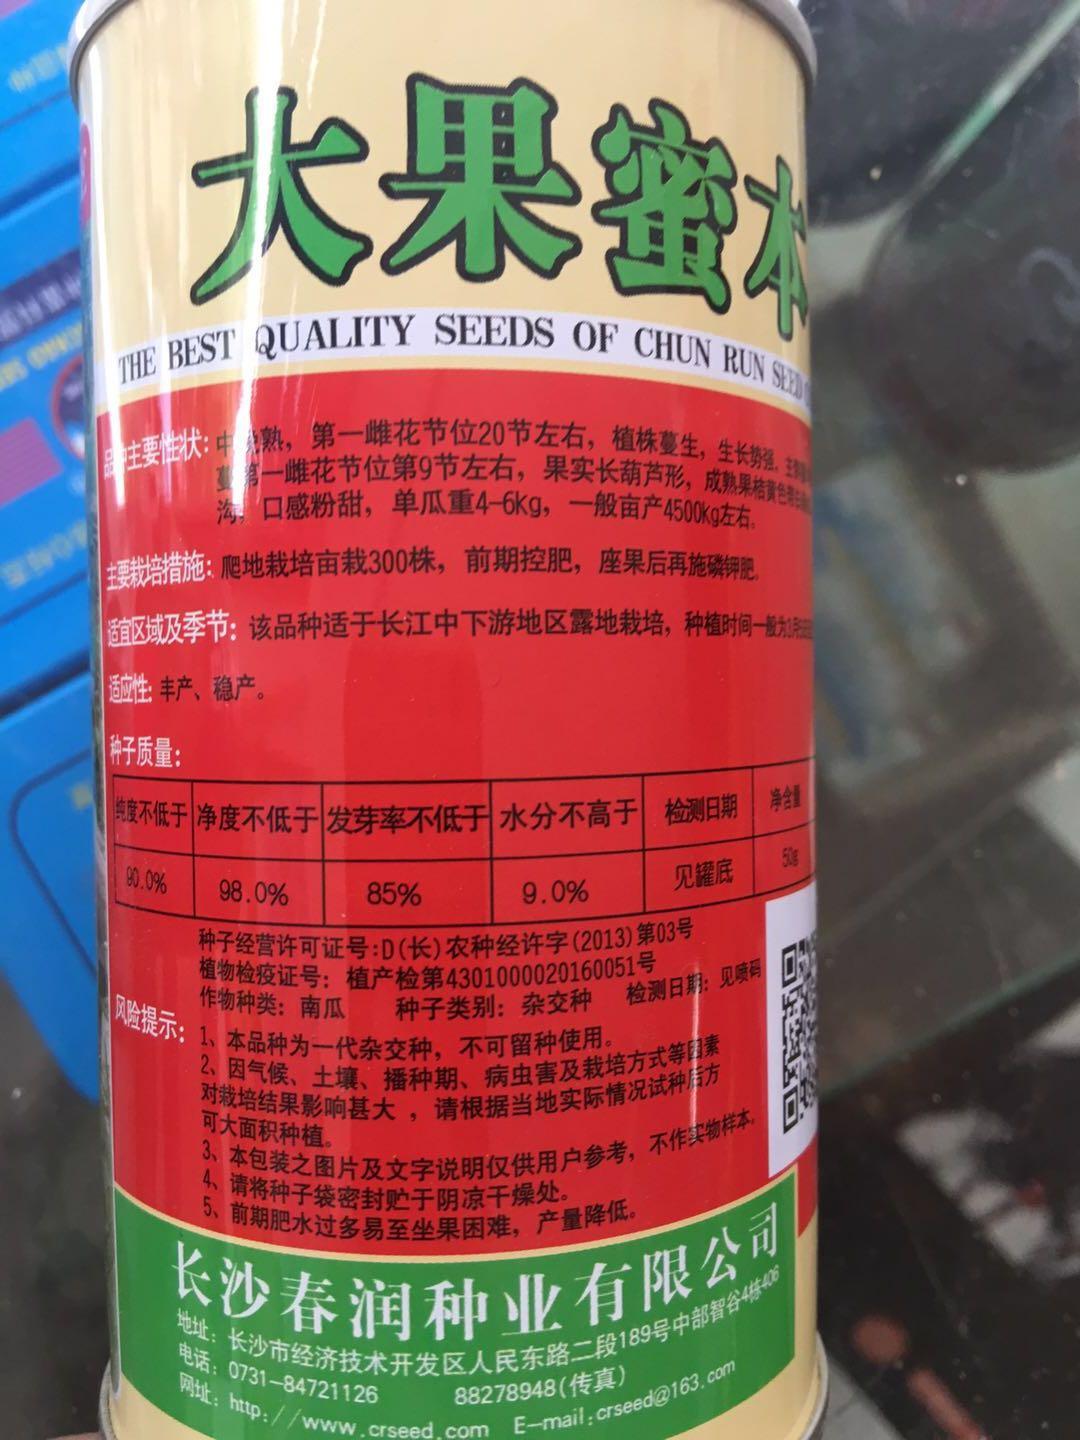 大果蜜本
THE BEST QUALITY SEEDS OF CHUN RUN SEED
品种主要性状: 中晚熟，第一雌花节位20节左右，植株蔓生，生长势强，主
蔓第一雌花节位第9节左右，果实长葫芦形，成熟果桔黄色
沟，口感粉甜，单瓜重4-6kg，一般亩产4500kg左右。
主要栽培措施: 爬地栽培亩栽300株，前期控肥，座果后再施磷钾肥。
适宜区域及季节: 该品种适于长江中下游地区露地栽培，种植时间一般为
适应性: 丰产、稳产。
种子质量:
纯度不低于 净度不低于 发芽率不低于 水分不高于 检测日期 净含量
90.0% 98.0% 85% 9.0% 见罐底 50g
种子经营许可证号:D(长)农种经许字(2013)第03号
植物检疫证号: 植产检第4301000020160051号
作物种类: 南瓜 种子类别: 杂交种 检测日期: 见喷码
风险提示:
1、本品种为一代杂交种，不可留种使用。
2、因气候、土壤、播种期、病虫害及栽培方式等因素
对栽培结果影响甚大，请根据当地实际情况试种后方
可大面积种植。
3、本包装之图片及文字说明仅供用户参考，不作实物样本。
4、请将种子袋密封贮于阴凉干燥处。
5、前期肥水过多易至坐果困难，产量降低。
长沙春润种业有限公司
地址: 长沙市经济技术开发区人民东路二段189号中部智谷4栋406
电话: 0731-84721126 88278948(传真)
网址: http://www.crseed.com E-mail:crseed@163.com